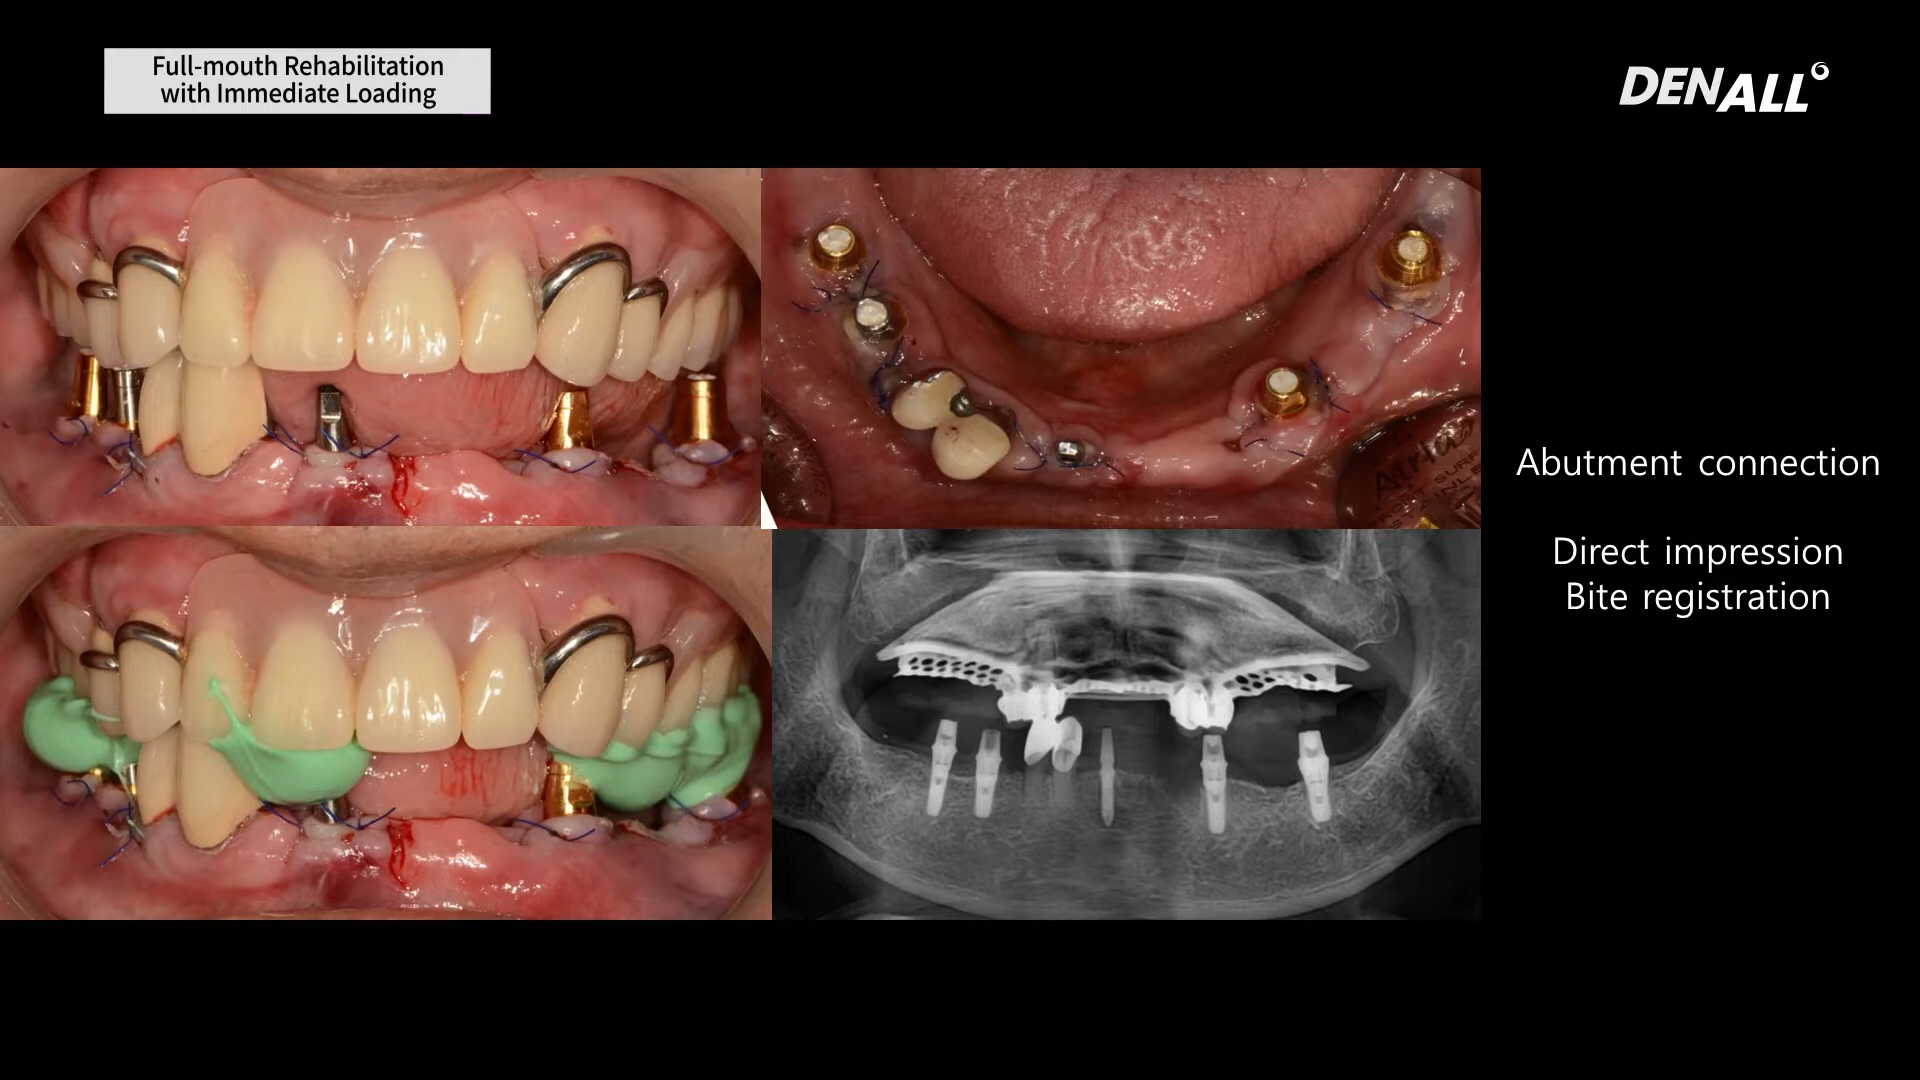 Full-mouth Rehabilitation
with Immediate Loading
DENALL
Abutment connection
Direct impression
Bite registration